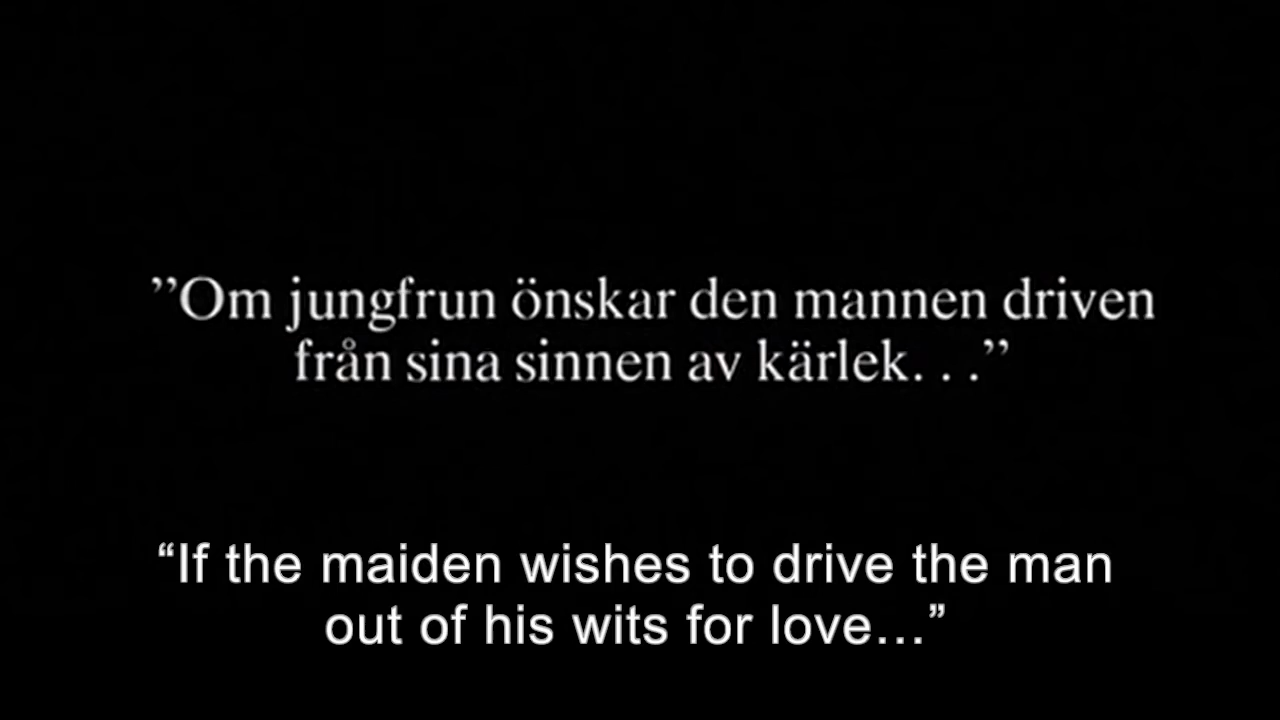 ”Om jungfrun önskar den mannen driven
från sina sinnen av kärlek. . .”
“If the maiden wishes to drive the man
out of his wits for love…”